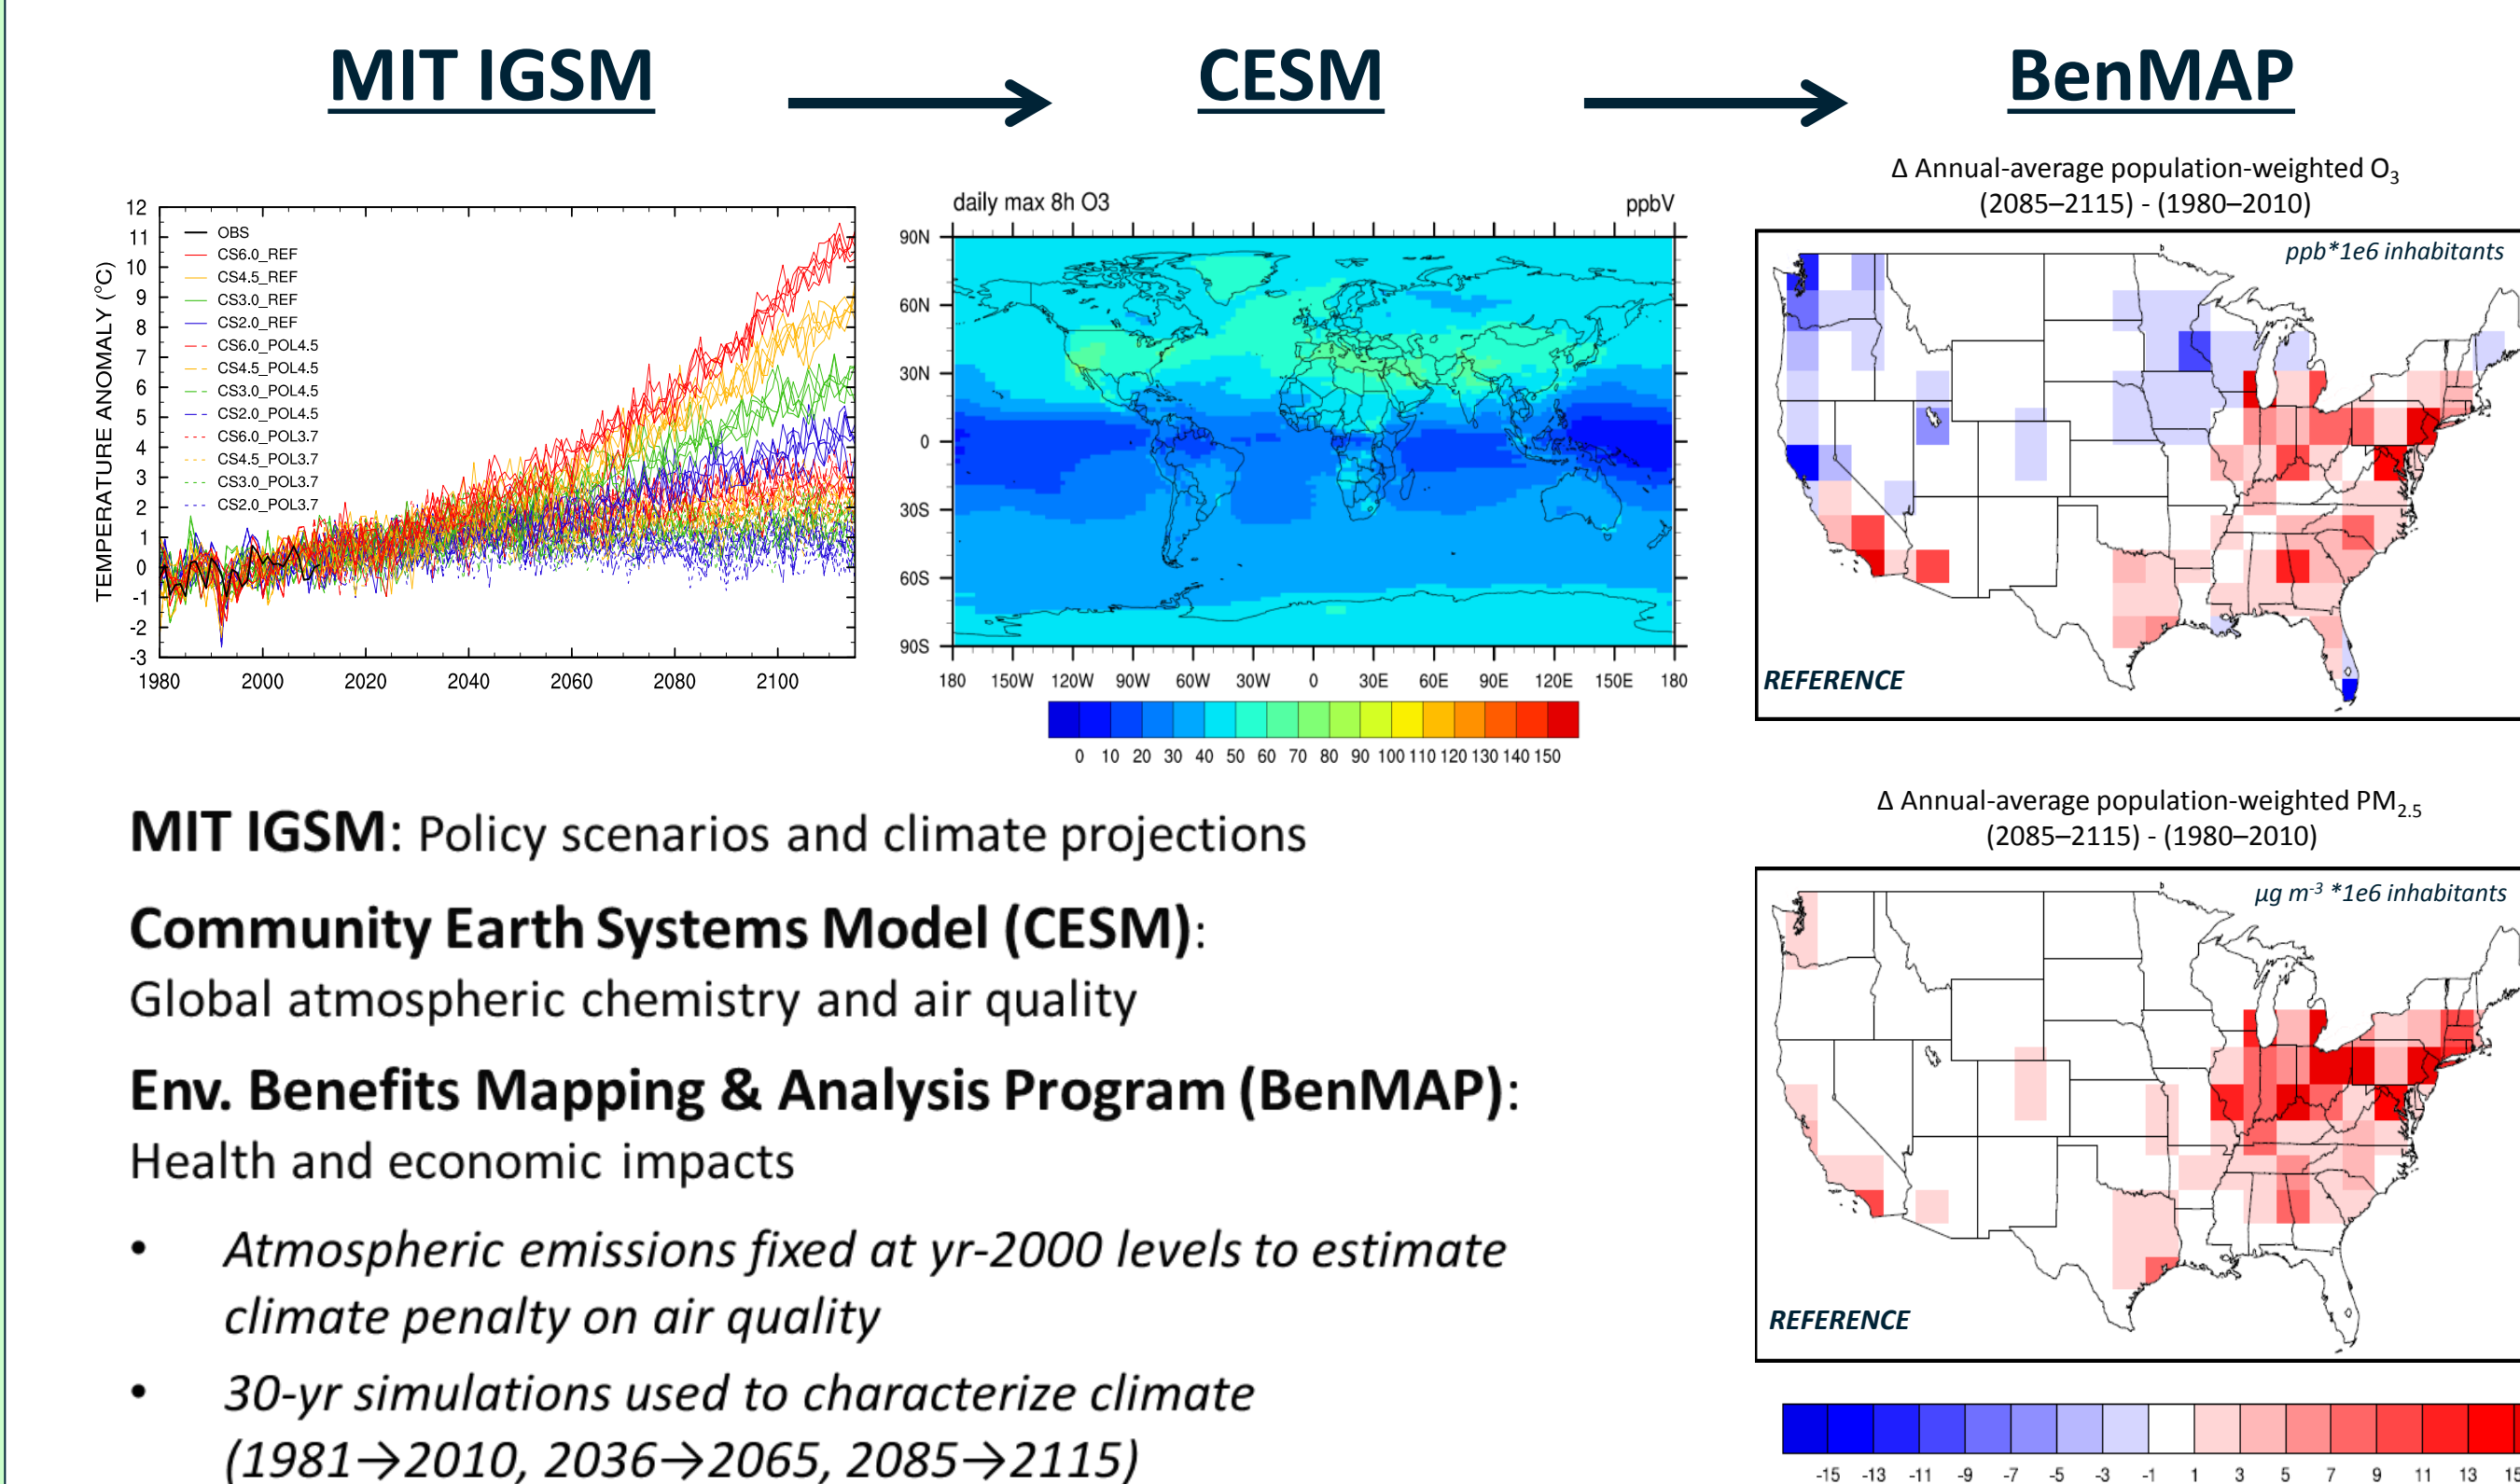 MIT IGSM
CESM
BenMAP
12
11
10
9
8
7
6
5
4
3
2
1
0
-1
-2
-3
TEMPERATURE ANOMALY (°C)
OBS
CS6.0_REF
CS4.5_REF
CS3.0_REF
CS2.0_REF
CS6.0_POL4.5
CS4.5_POL4.5
CS3.0_POL4.5
CS2.0_POL4.5
CS6.0_POL3.7
CS4.5_POL3.7
CS3.0_POL3.7
CS2.0_POL3.7
1980 2000 2020 2040 2060 2080 2100
daily max 8h O3 ppbV
90N
60N
30N
0
30S
60S
90S
180 150W 120W 90W 60W 30W 0 30E 60E 90E 120E 150E 180
0 10 20 30 40 50 60 70 80 90 100 110 120 130 140 150
Δ Annual-average population-weighted O₃
(2085–2115) - (1980–2010)
ppb*1e6 inhabitants
REFERENCE
MIT IGSM: Policy scenarios and climate projections
Community Earth Systems Model (CESM):
Global atmospheric chemistry and air quality
Env. Benefits Mapping & Analysis Program (BenMAP):
Health and economic impacts
• Atmospheric emissions fixed at yr-2000 levels to estimate
climate penalty on air quality
• 30-yr simulations used to characterize climate
(1981→2010, 2036→2065, 2085→2115)
Δ Annual-average population-weighted PM₂.₅
(2085–2115) - (1980–2010)
µg m⁻³ *1e6 inhabitants
REFERENCE
-15 -13 -11 -9 -7 -5 -3 -1 1 3 5 7 9 11 13